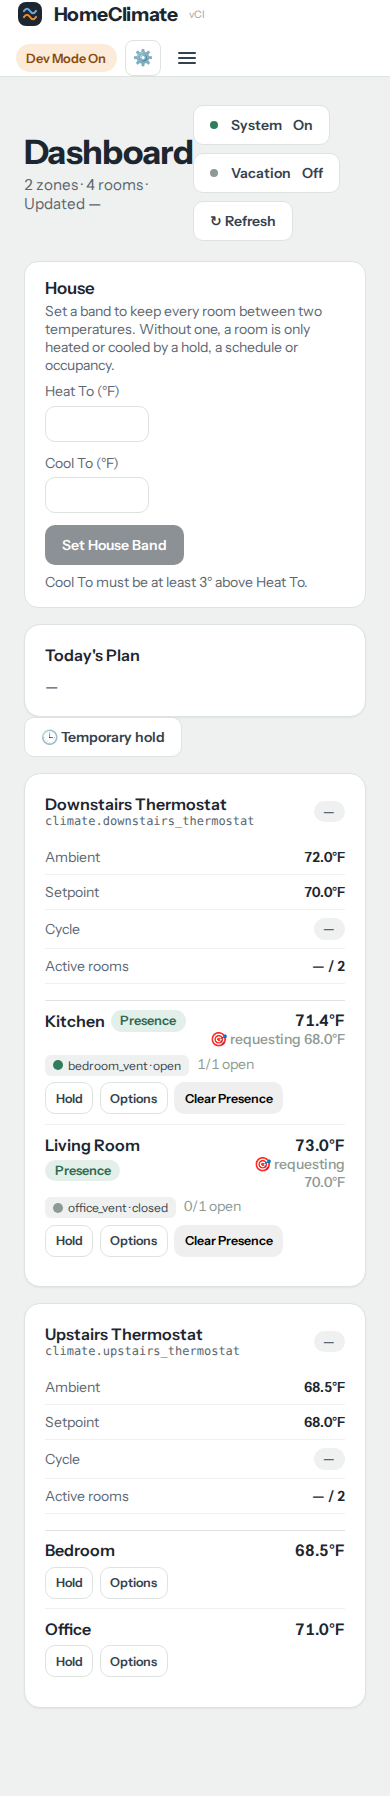 HomeClimate vCI
Dev Mode On
Dashboard
2 zones · 4 rooms ·
Updated —
System On
Vacation Off
↻ Refresh
House
Set a band to keep every room between two
temperatures. Without one, a room is only
heated or cooled by a hold, a schedule or
occupancy.
Heat To (°F)
Cool To (°F)
Set House Band
Cool To must be at least 3° above Heat To.
Today's Plan
—
🕒 Temporary hold
Downstairs Thermostat
climate.downstairs_thermostat
—
Ambient 72.0°F
Setpoint 70.0°F
Cycle —
Active rooms — / 2
Kitchen Presence 71.4°F
🎯 requesting 68.0°F
bedroom_vent · open 1/1 open
Hold Options Clear Presence
Living Room 73.0°F
Presence 🎯 requesting
70.0°F
office_vent · closed 0/1 open
Hold Options Clear Presence
Upstairs Thermostat
climate.upstairs_thermostat
—
Ambient 68.5°F
Setpoint 68.0°F
Cycle —
Active rooms — / 2
Bedroom 68.5°F
Hold Options
Office 71.0°F
Hold Options